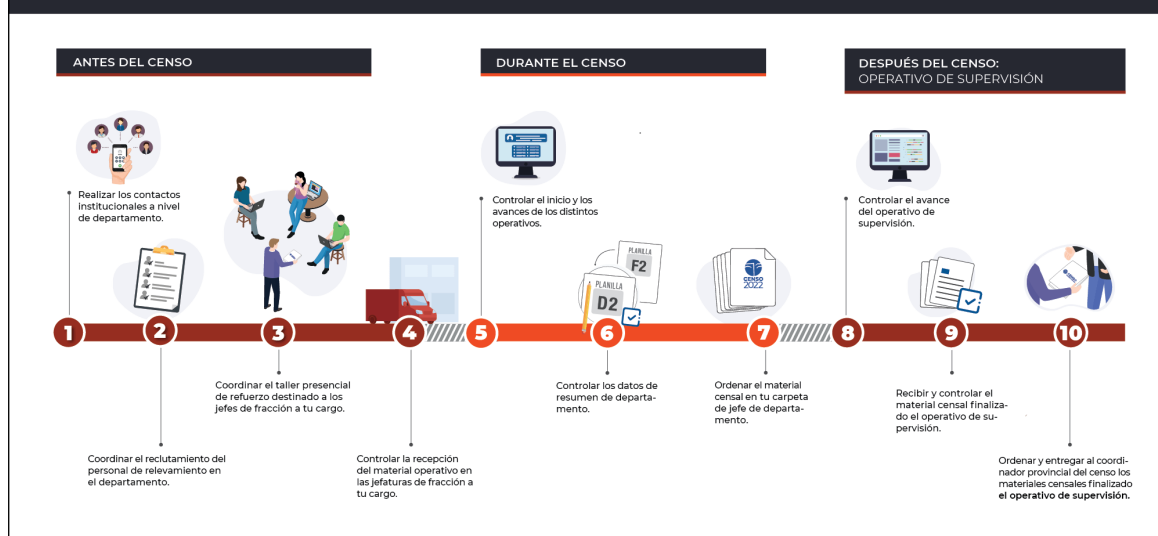 ANTES DEL CENSO
DURANTE EL CENSO
DESPUÉS DEL CENSO:
OPERATIVO DE SUPERVISIÓN
Realizar los contactos
institucionales a nivel
de departamento.
Controlar el inicio y los
avances de los distintos
operativos.
Controlar el avance
del operativo de
supervisión.
PLANILLA
F2
PLANILLA
D2
CENSO
2022
1
2
3
4
5
6
7
8
9
10
Coordinar el taller presencial
de refuerzo destinado a los
jefes de fracción a tu cargo.
Controlar los datos de
resumen de departa-
mento.
Ordenar el material
censal en tu carpeta
de jefe de departa-
mento.
Recibir y controlar el
material censal finaliza-
do el operativo de su-
pervisión.
Coordinar el reclutamiento del
personal de relevamiento en
el departamento.
Controlar la recepción
del material operativo en
las jefaturas de fracción a
tu cargo.
Ordenar y entregar al coordi-
nador provincial del censo los
materiales censales finalizado
el operativo de supervisión.